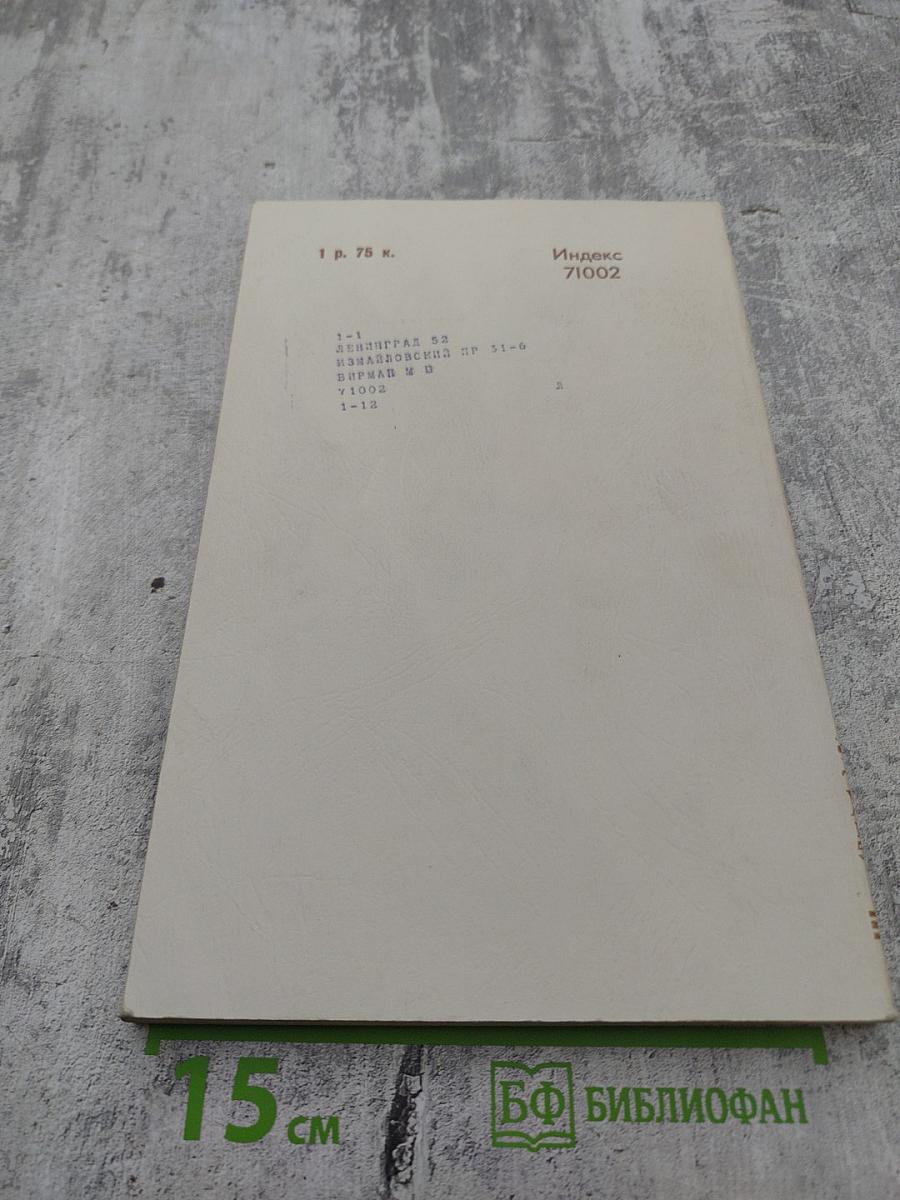 1 р. 75 к.
Индекс
71002
1-1
ЛЕНИНГРАД 52
ИЗМАЙЛОВСКИЙ ПР 31-6
БИРМАН М
71002 Л
1-12
15 см
БФ БИБЛИОФАН